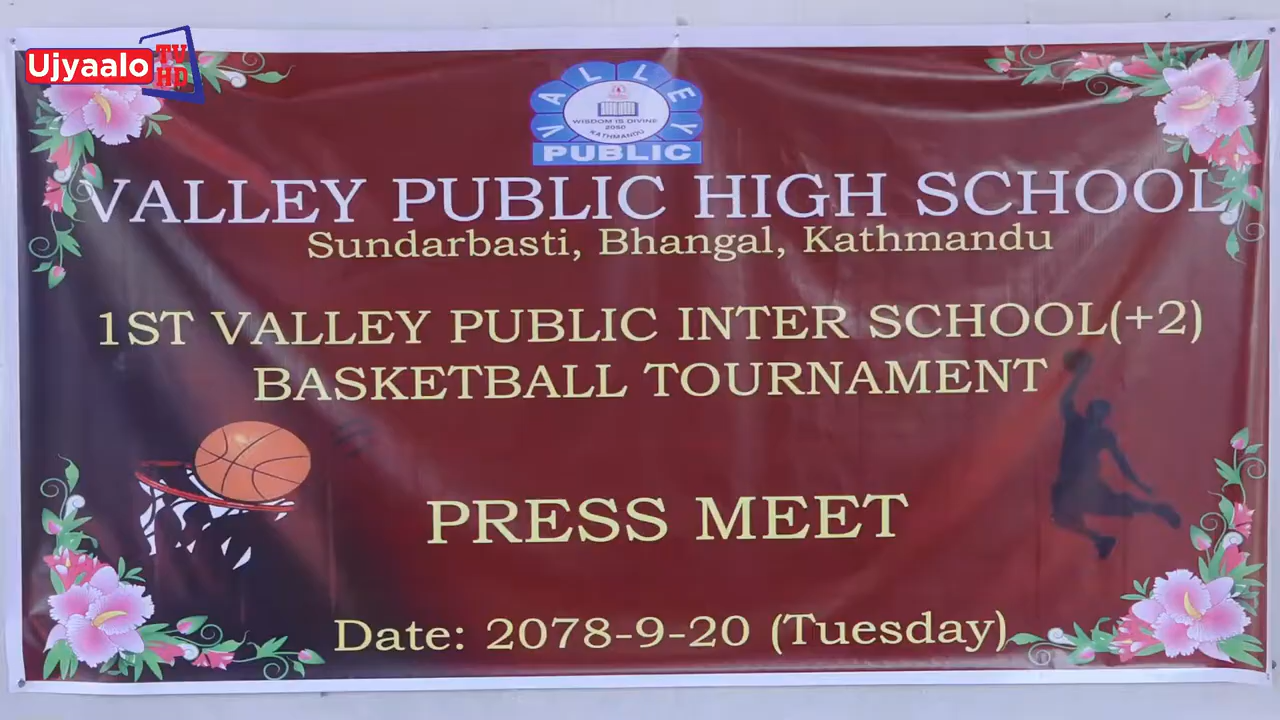 Ujyaalo TV HD
VALLEY
WISDOM IS DIVINE
2050
KATHMANDU
PUBLIC
VALLEY PUBLIC HIGH SCHOOL
Sundarbasti, Bhangal, Kathmandu
1ST VALLEY PUBLIC INTER SCHOOL(+2)
BASKETBALL TOURNAMENT
PRESS MEET
Date: 2078-9-20 (Tuesday)